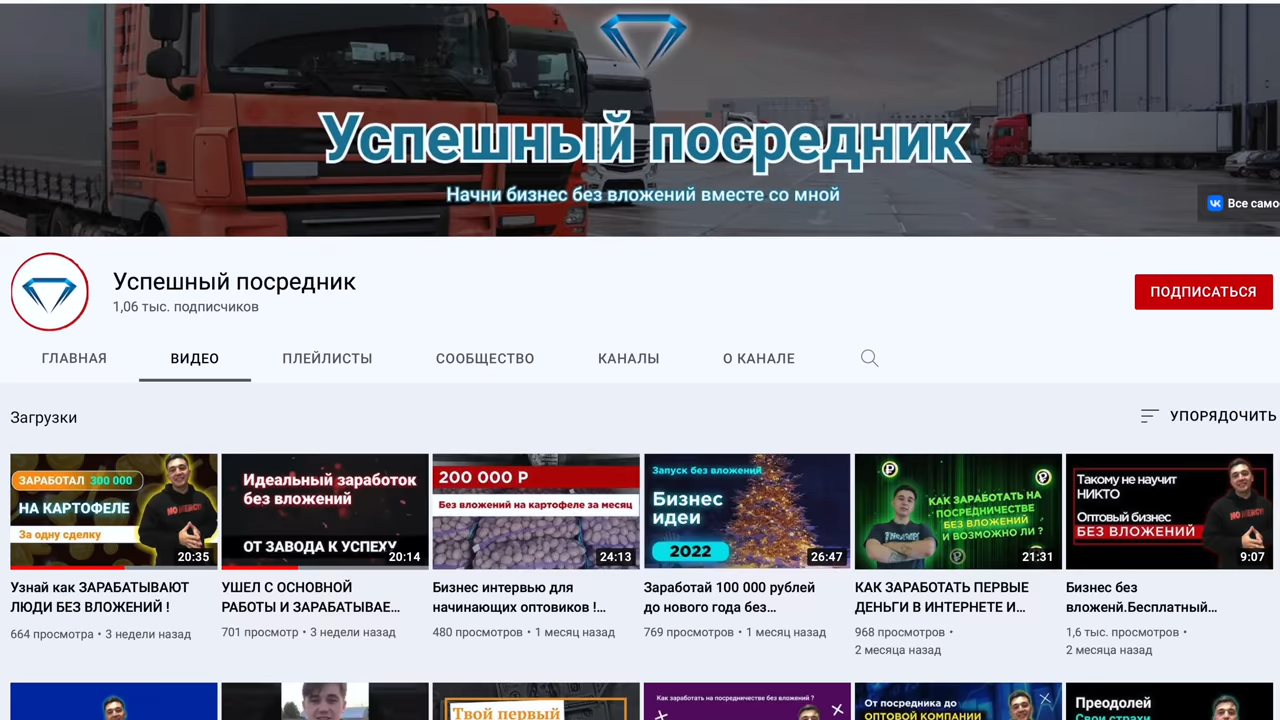 Успешный посредник
Начни бизнес без вложений вместе со мной
Все само
Успешный посредник
1,06 тыс. подписчиков
ПОДПИСАТЬСЯ
ГЛАВНАЯ
ВИДЕО
ПЛЕЙЛИСТЫ
СООБЩЕСТВО
КАНАЛЫ
О КАНАЛЕ
Загрузки
УПОРЯДОЧИТЬ
ЗАРАБОТАЛ 300 000
НА КАРТОФЕЛЕ
За одну сделку
20:35
Узнай как ЗАРАБАТЫВАЮТ
ЛЮДИ БЕЗ ВЛОЖЕНИЙ !
664 просмотра • 3 недели назад
Идеальный заработок
без вложений
ОТ ЗАВОДА К УСПЕХУ
20:14
УШЕЛ С ОСНОВНОЙ
РАБОТЫ И ЗАРАБАТЫВАЕ...
701 просмотр • 3 недели назад
200 000 Р
Без вложений на картофеле за месяц
24:13
Бизнес интервью для
начинающих оптовиков !...
480 просмотров • 1 месяц назад
Запуск без вложений
Бизнес
идеи
2022
26:47
Заработай 100 000 рублей
до нового года без...
769 просмотров • 1 месяц назад
КАК ЗАРАБОТАТЬ НА
ПОСРЕДНИЧЕСТВЕ
БЕЗ ВЛОЖЕНИЙ
И ВОЗМОЖНО ЛИ ?
21:31
КАК ЗАРАБОТАТЬ ПЕРВЫЕ
ДЕНЬГИ В ИНТЕРНЕТЕ И...
968 просмотров •
2 месяца назад
Такому не научит
НИКТО
Оптовый бизнес
БЕЗ ВЛОЖЕНИЙ
9:07
Бизнес без
вложенй.Бесплатный...
1,6 тыс. просмотров •
2 месяца назад
Твой первый
Как заработать на посредничестве без вложений ?
От посредника до
ОПТОВОЙ КОМПАНИИ
Преодолей
Свои страхи